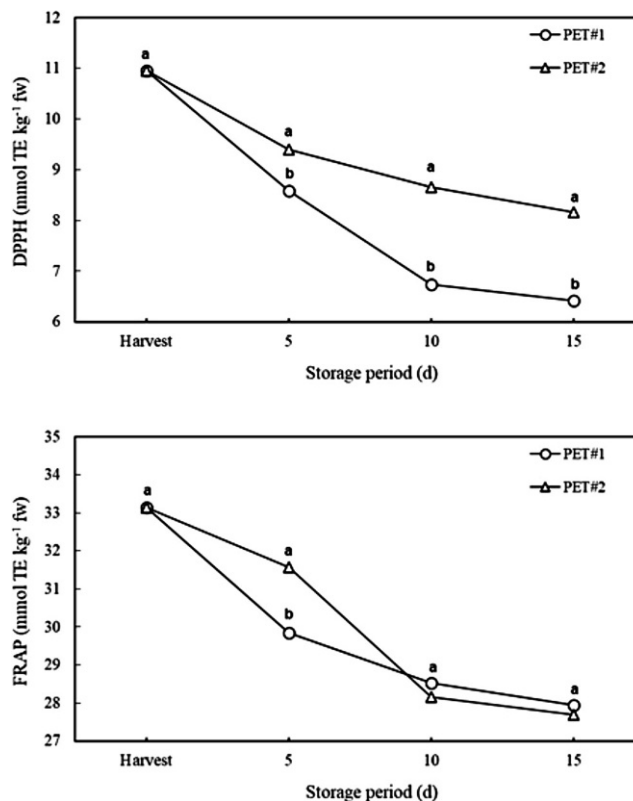 12
11
10
9
8
7
6
DPPH (mmol TE kg⁻¹ fw)
PET#1
PET#2
a
a
b
a
b
a
b
Harvest
5
10
15
Storage period (d)
35
34
33
32
31
30
29
28
27
FRAP (mmol TE kg⁻¹ fw)
PET#1
PET#2
a
a
b
a
a
Harvest
5
10
15
Storage period (d)